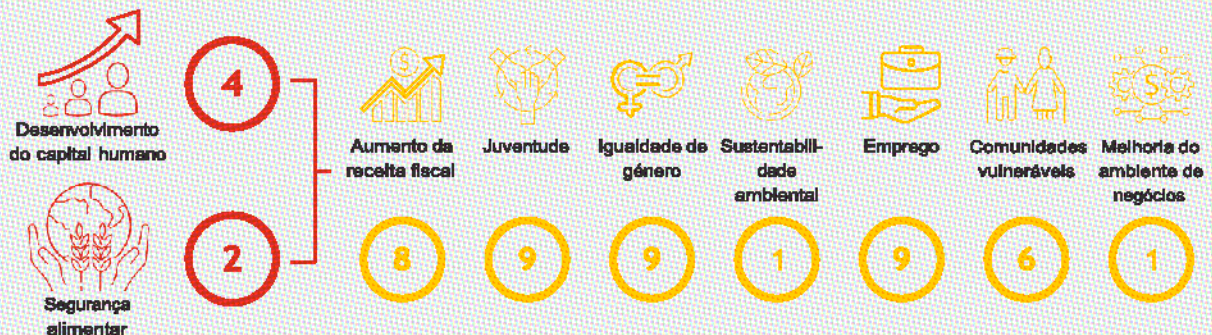 4
Desenvolvimento
do capital humano
2
Segurança
alimentar
Aumento da
receita fiscal
8
Juventude
9
Igualdade de
género
9
Sustentabili-
dade
ambiental
1
Emprego
9
Comunidades
vulneráveis
6
Melhoria do
ambiente de
negócios
1